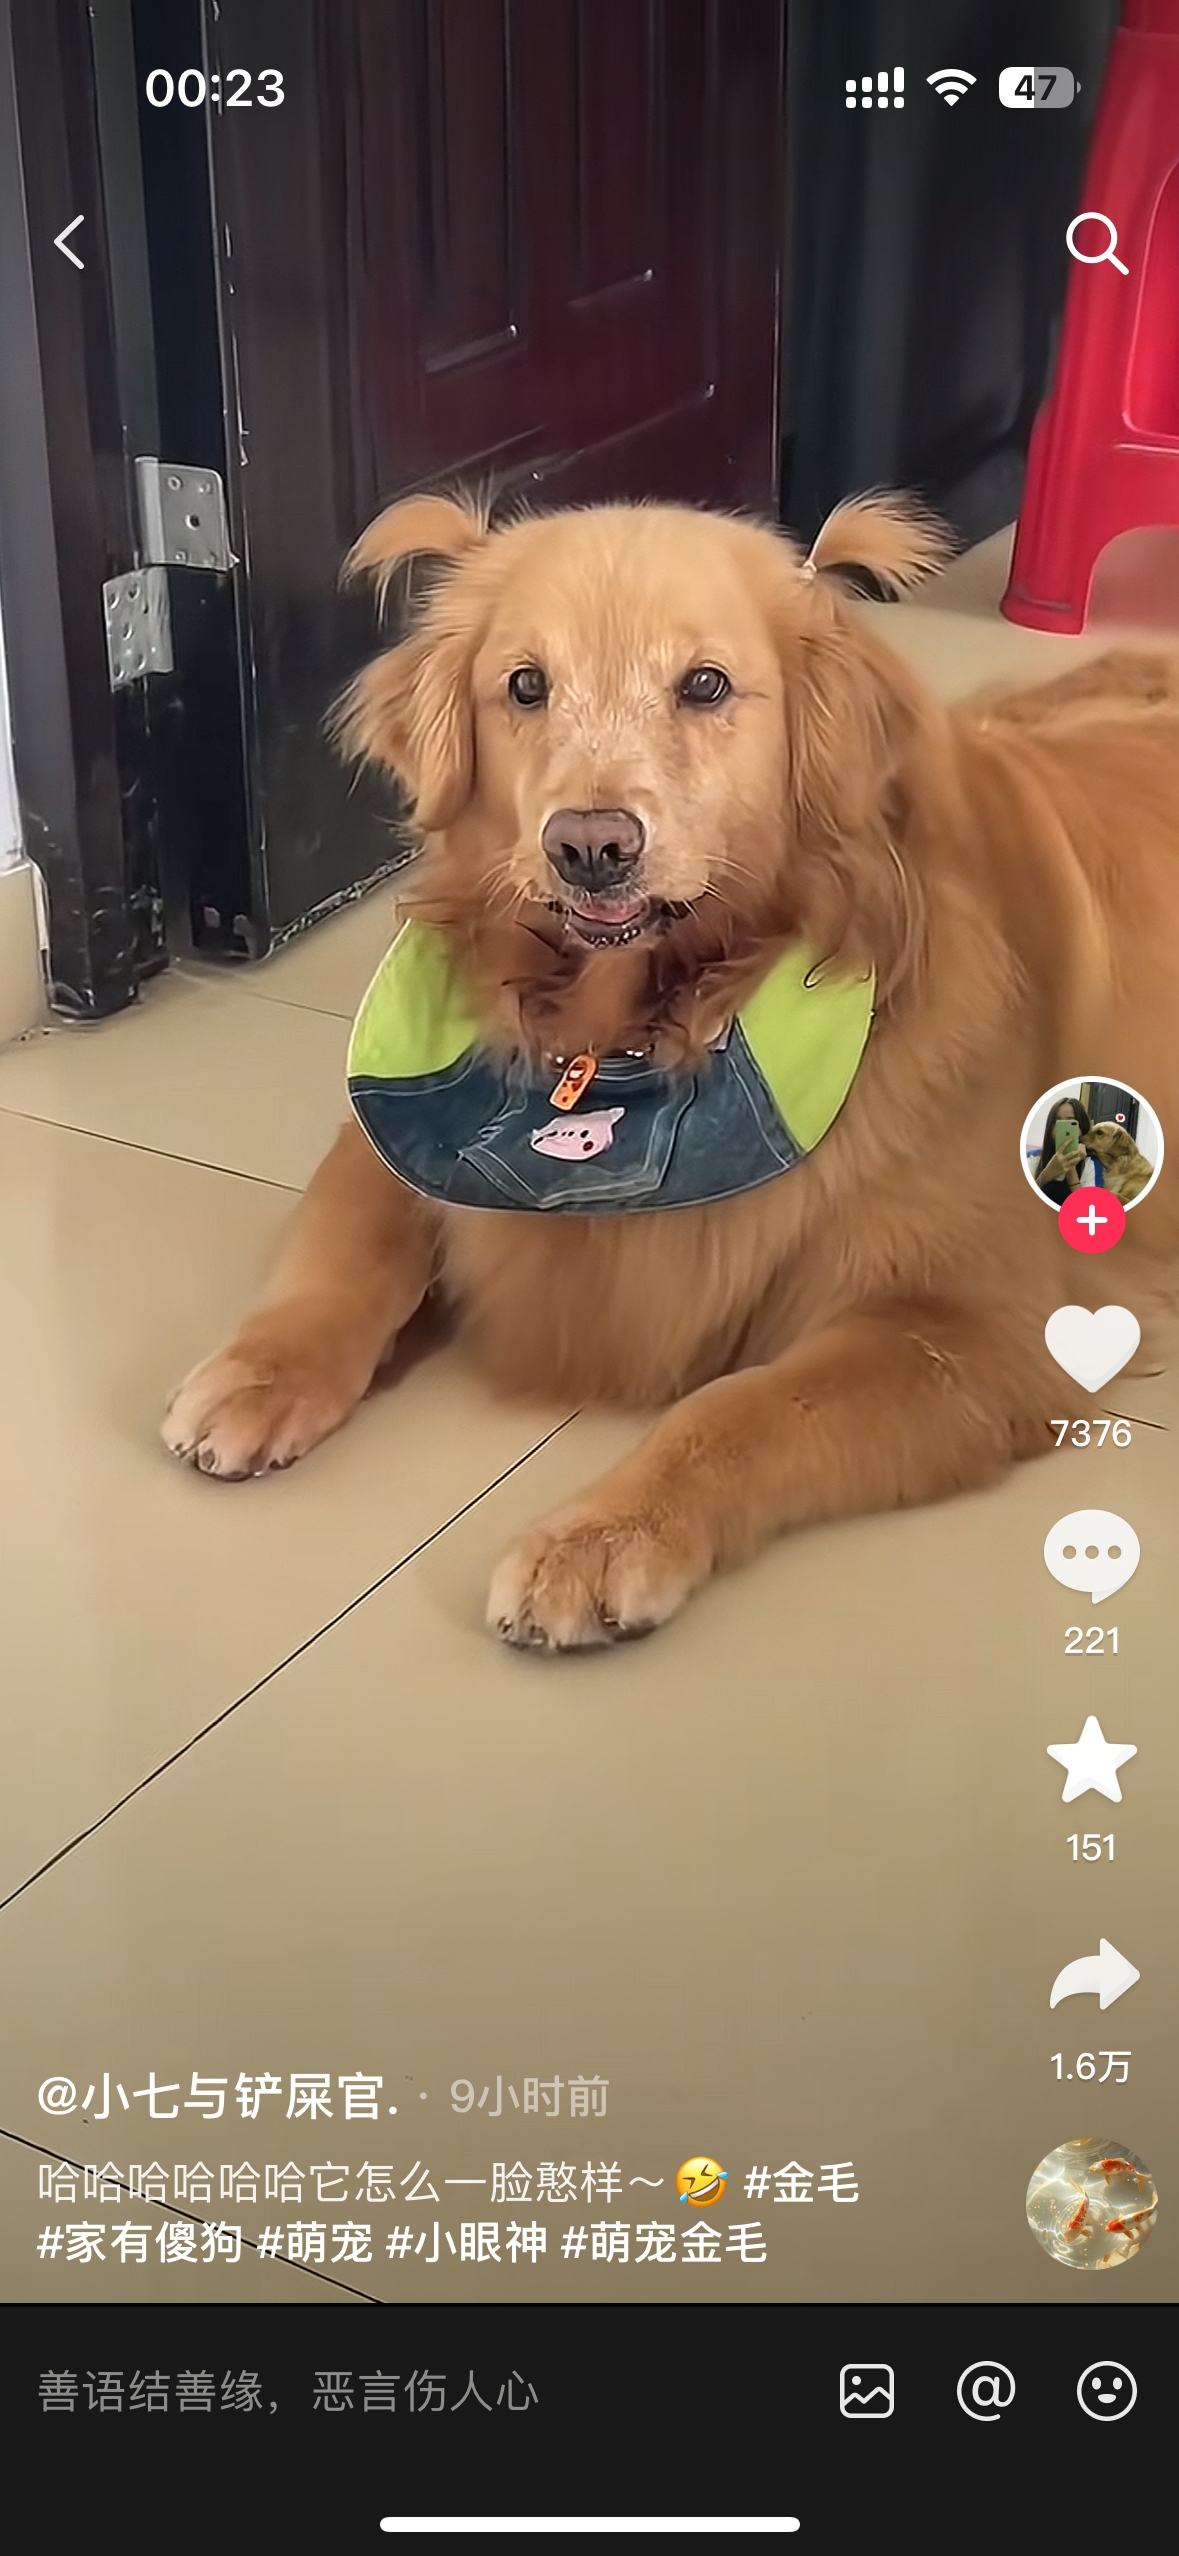 00:23
47
7376
221
151
1.6万
@小七与铲屎官. · 9小时前
哈哈哈哈哈哈它怎么一脸憨样～🤣 #金毛
#家有傻狗 #萌宠 #小眼神 #萌宠金毛
善语结善缘，恶言伤人心